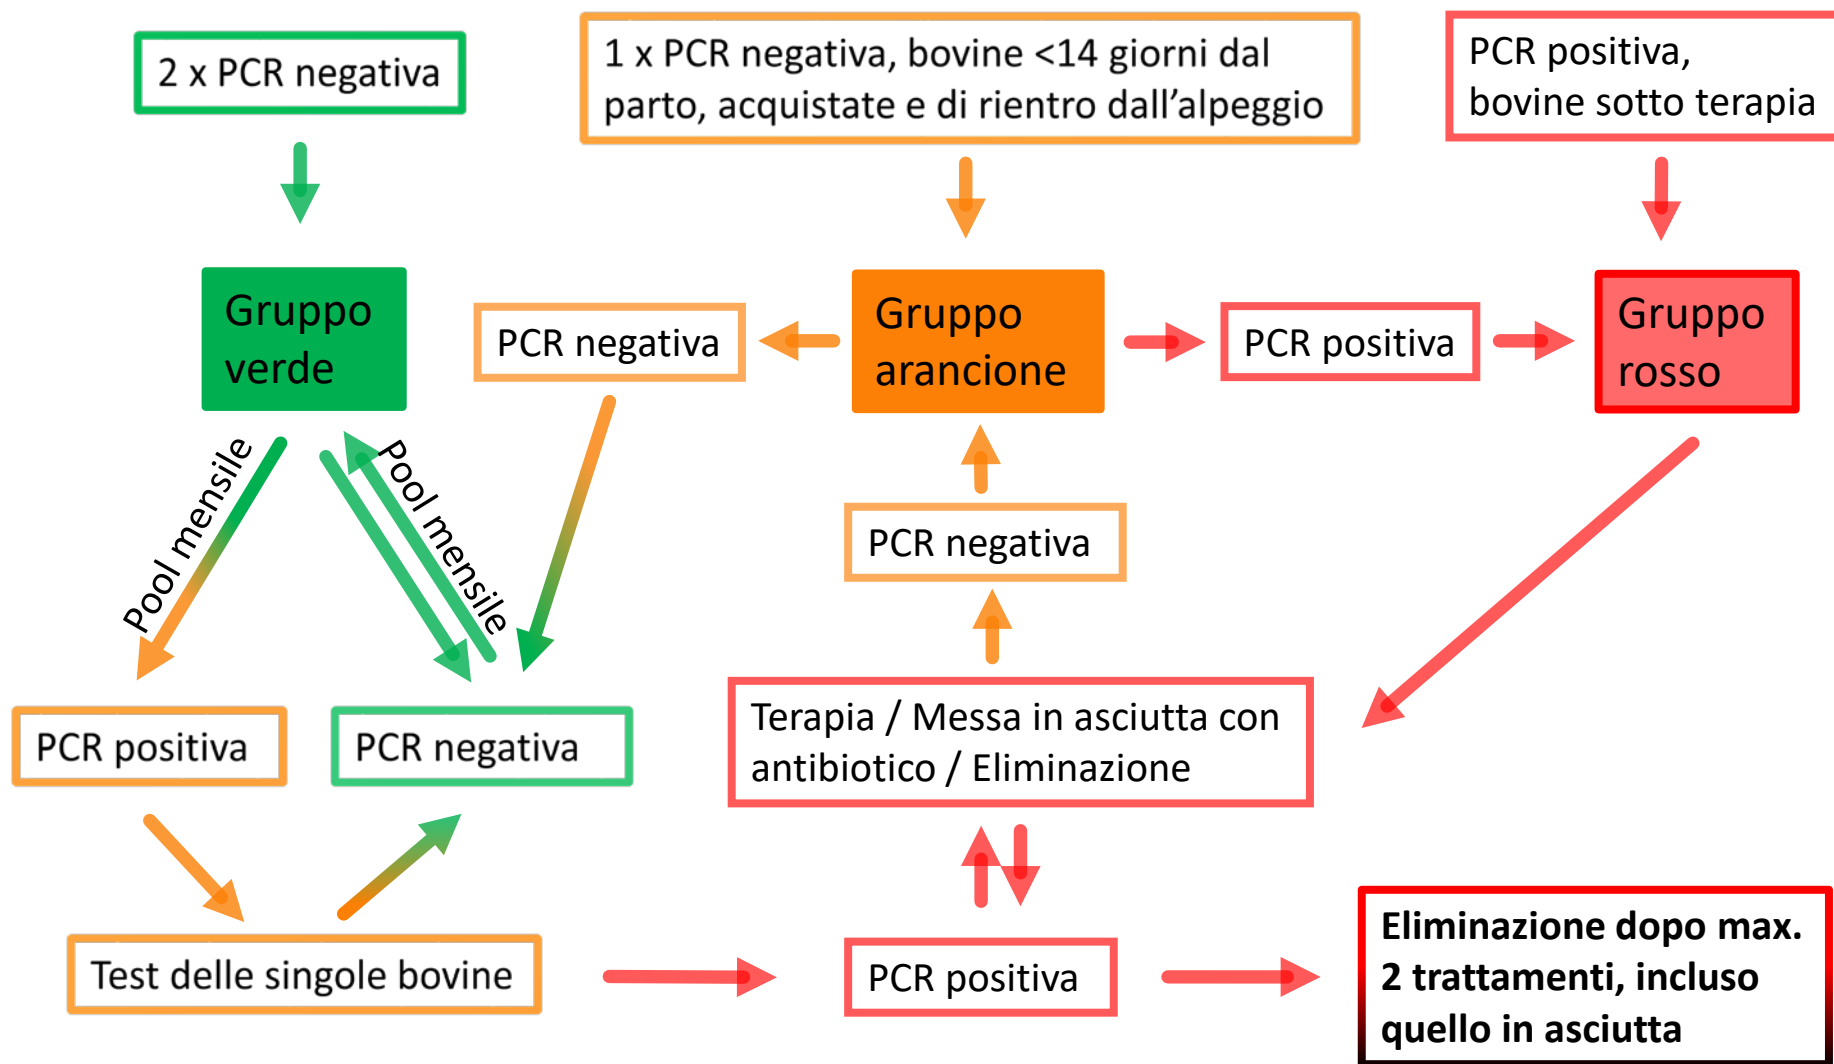 2 x PCR negativa
1 x PCR negativa, bovine <14 giorni dal
parto, acquistate e di rientro dall’alpeggio
PCR positiva,
bovine sotto terapia
Gruppo
verde
PCR negativa
Gruppo
arancione
PCR positiva
Gruppo
rosso
Pool mensile
Pool mensile
PCR negativa
PCR positiva
PCR negativa
Terapia / Messa in asciutta con
antibiotico / Eliminazione
Test delle singole bovine
PCR positiva
Eliminazione dopo max.
2 trattamenti, incluso
quello in asciutta